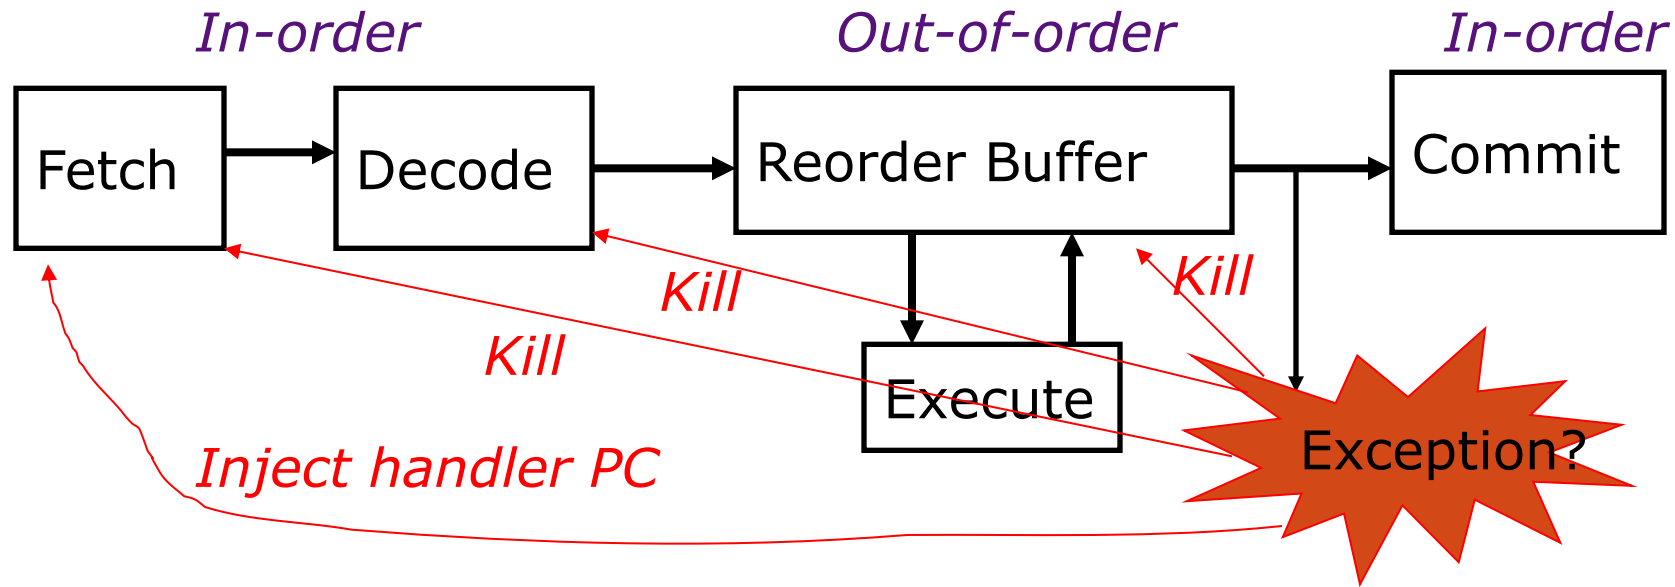 In-order
Out-of-order
In-order
Fetch
Decode
Reorder Buffer
Commit
Kill
Kill
Kill
Execute
Exception?
Inject handler PC